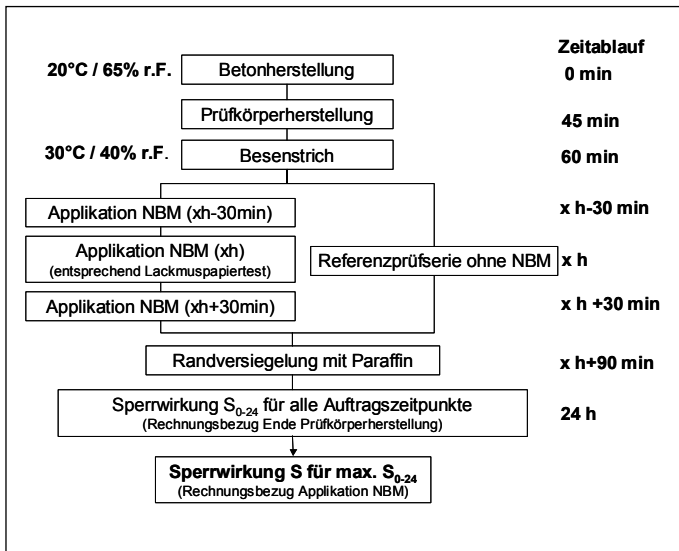 Zeitablauf
20°C / 65% r.F. Betonherstellung 0 min
Prüfkörperherstellung 45 min
30°C / 40% r.F. Besenstrich 60 min
Applikation NBM (xh-30min) x h-30 min
Applikation NBM (xh)
(entsprechend Lackmuspapiertest)
Referenzprüfserie ohne NBM x h
Applikation NBM (xh+30min) x h +30 min
Randversiegelung mit Paraffin x h+90 min
Sperrwirkung S0-24 für alle Auftragszeitpunkte
(Rechnungsbezug Ende Prüfkörperherstellung)
24 h
Sperrwirkung S für max. S0-24
(Rechnungsbezug Applikation NBM)